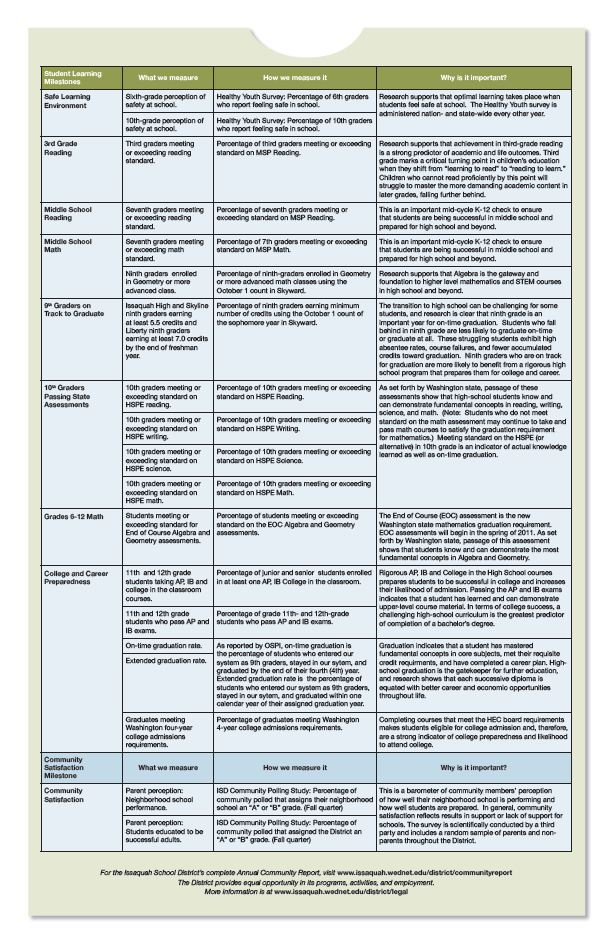 Student Learning
Milestones
What we measure
How we measure it
Why is it important?
Safe Learning
Environment
Sixth-grade perception of
safety at school.
Healthy Youth Survey: Percentage of 6th graders
who report feeling safe in school.
Research supports that optimal learning takes place when
students feel safe at school.  The Healthy Youth survey is
administered nation- and state-wide every other year.
10th-grade perception of
safety at school.
Healthy Youth Survey: Percentage of 10th graders
who report feeling safe in school.
3rd Grade
Reading
Third graders meeting
or exceeding reading
standard.
Percentage of third graders meeting or exceeding
standard on MSP Reading.
Research supports that achievement in third-grade reading
is a strong predictor of academic and life outcomes. Third
grade marks a critical turning point in children's education
when they shift from "learning to read" to "reading to learn."
Children who cannot read proficiently by this point will
struggle to master the more demanding academic content in
later grades, falling further behind.
Middle School
Reading
Seventh graders meeting
or exceeding reading
standard.
Percentage of seventh graders meeting or
exceeding standard on MSP Reading.
This is an important mid-cycle K-12 check to ensure
that students are being successful in middle school and
prepared for high school and beyond.
Middle School
Math
Seventh graders meeting
or exceeding math
standard.
Percentage of 7th graders meeting or exceeding
standard on MSP Math.
This is an important mid-cycle K-12 check to ensure
that students are being successful in middle school and
prepared for high school and beyond.
Ninth graders  enrolled
in Geometry or more
advanced class.
Percentage of ninth-graders enrolled in Geometry
or more advanced math classes using the
October 1 count in Skyward.
Research supports that Algebra is the gateway and
foundation to higher level mathematics and STEM courses
in high school and beyond.
9th Graders on
Track to Graduate
Issaquah High and Skyline
ninth graders earning
at least 5.5 credits and
Liberty ninth graders
earning at least 7.0 credits
by the end of freshman
year.
Percentage of ninth graders earning minimum
number of credits using the October 1 count of
the sophomore year in Skyward.
The transition to high school can be challenging for some
students, and research is clear that ninth grade is an
important year for on-time graduation.  Students who fall
behind in ninth grade are less likely to graduate on-time
or graduate at all.  These struggling students exhibit high
absentee rates, course failures, and fewer accumulated
credits toward graduation.  Ninth graders who are on track
for graduation are more likely to benefit from a rigorous high
school program that prepares them for college and career.
10th Graders
Passing State
Assessments
10th graders meeting or
exceeding standard on
HSPE reading.
Percentage of 10th graders meeting or exceeding
standard on HSPE Reading.
As set forth by Washington state, passage of these
assessments show that high-school students know and
can demonstrate fundamental concepts in reading, writing,
science, and math.  (Note:  Students who do not meet
standard on the math assessment may continue to take and
pass math courses to satisfy the graduation requirement
for mathematics.)  Meeting standard on the HSPE (or
alternative) in 10th grade is an indicator of actual knowledge
learned as well as on-time graduation.
10th graders meeting or
exceeding standard on
HSPE writing.
Percentage of 10th graders meeting or exceeding
standard on HSPE Writing.
10th graders meeting or
exceeding standard on
HSPE science.
Percentage of 10th graders meeting or exceeding
standard on HSPE Science.
10th graders meeting or
exceeding standard on
HSPE math.
Percentage of 10th graders meeting or exceeding
standard on HSPE Math.
Grades 6-12 Math
Students meeting or
exceeding standard for
End of Course Algebra and
Geometry assessments.
Percentage of students meeting or exceeding
standard on the EOC Algebra and Geometry
assessments.
The End of Course (EOC) assessment is the new
Washington state mathematics graduation requirement.
EOC assessments will begin in the spring of 2011. As set
forth by Washington state, passage of this assessment
shows that students know and can demonstrate the most
fundamental concepts in Algebra and Geometry.
College and Career
Preparedness
11th  and 12th grade
students taking AP, IB and
college in the classroom
courses.
Percentage of junior and senior  students enrolled
in at least one AP, IB College in the classroom.
Rigorous AP, IB and College in the High School courses
prepares students to be successful in college and increases
their likelihood of admission. Passing the AP and IB exams
indicates that a student has learned and can demonstrate
upper-level course material. In terms of college success, a
challenging high-school curriculum is the greatest predictor
of completion of a bachelor's degree.
11th and 12th grade
students who pass AP and
IB exams.
Percentage of grade 11th- and 12th-grade
students who pass AP and IB exams.
On-time graduation rate.
Extended graduation rate.
As reported by OSPI, on-time graduation is
the percentage of students who entered our
system as 9th graders, stayed in our sytem, and
graduated by the end of their fourth (4th) year.
Extended graduation rate is  the percentage of
students who entered our system as 9th graders,
stayed in our sytem, and graduated within one
calendar year of their assigned graduation year.
Graduation indicates that a student has mastered
fundamental concepts in core subjects, met their requisite
credit requirements, and have completed a career plan. High-
school graduation is the gatekeeper for further education,
and research shows that each successive diploma is
equated with better career and economic opportunities
throughout life.
Graduates meeting
Washington four-year
college admissions
requirements.
Percentage of graduates meeting Washington
4-year college admissions requirements.
Completing courses that meet the HEC board requirements
makes students eligible for college admission and, therefore,
are a strong indicator of college preparedness and likelihood
to attend college.
Community
Satisfaction
Milestone
What we measure
How we measure it
Why is it important?
Community
Satisfaction
Parent perception:
Neighborhood school
performance.
ISD Community Polling Study: Percentage of
community polled that assigns their neighborhood
school an "A" or "B" grade. (Fall quarter)
This is a barometer of community members' perception
of how well their neighborhood school is performing and
how well students are prepared.  In general, community
satisfaction reflects results in support or lack of support for
schools. The survey is scientifically conducted by a third
party and includes a random sample of parents and non-
parents throughout the District.
Parent perception:
Students educated to be
successful adults.
ISD Community Polling Study: Percentage of
community polled that assigned the District an
"A" or "B" grade. (Fall quarter)
For the Issaquah School District's complete Annual Community Report, visit www.issaquah.wednet.edu/district/communityreport
The District provides equal opportunity in its programs, activities, and employment.
More information is at www.issaquah.wednet.edu/district/legal